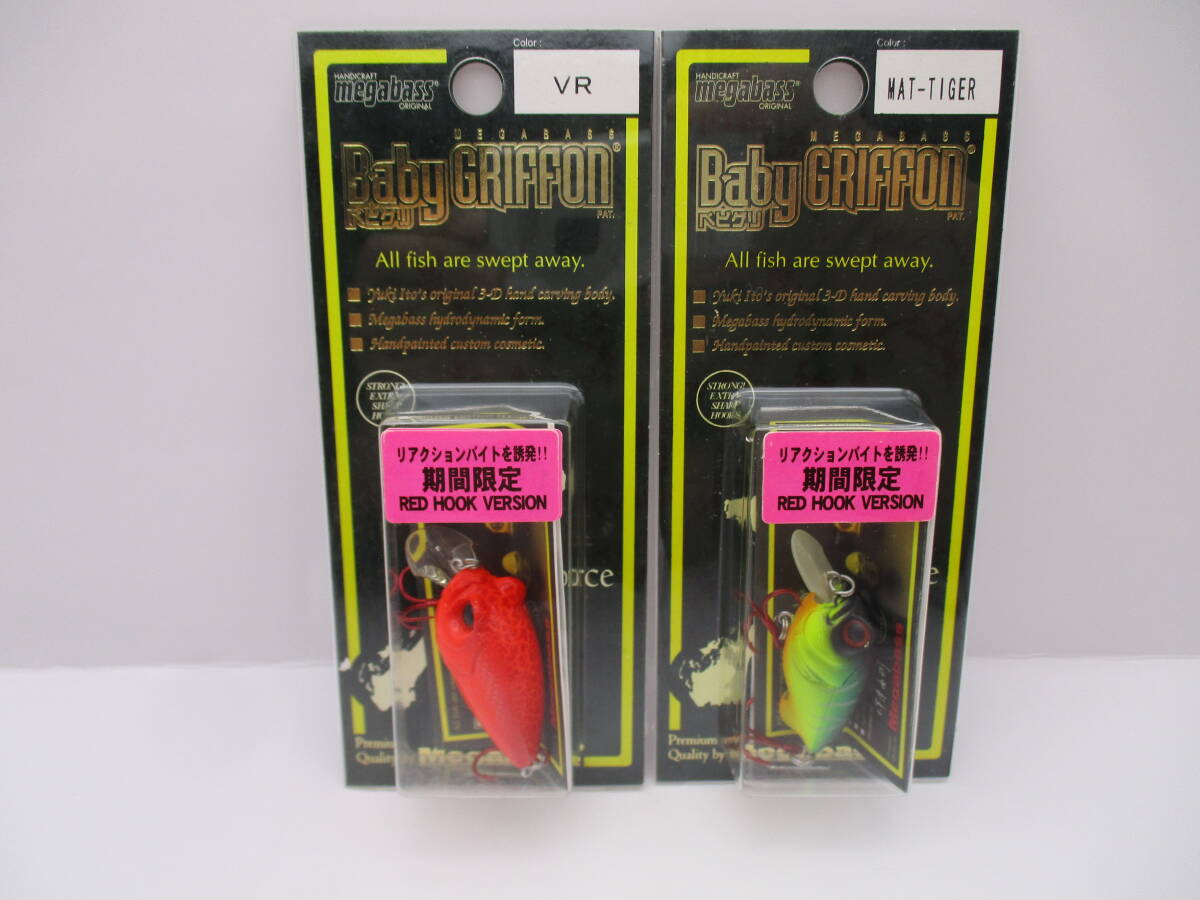 Color :
VR
HANDICRAFT
megabass®
ORIGINAL
MEGABASS
Baby GRIFFON®
ベビグリ
PAT.
All fish are swept away.
Yuki Ito's original 3-D hand carving body.
Megabass hydrodynamic form.
Handpainted custom cosmetic.
STRONG!
EXTRA
SHARP
HOOKS
リアクションバイトを誘発!!
期間限定
RED HOOK VERSION
Premium
Quality by
Color :
MAT-TIGER
HANDICRAFT
megabass®
ORIGINAL
MEGABASS
Baby GRIFFON®
ベビグリ
PAT.
All fish are swept away.
Yuki Ito's original 3-D hand carving body.
Megabass hydrodynamic form.
Handpainted custom cosmetic.
STRONG!
EXTRA
SHARP
HOOKS
リアクションバイトを誘発!!
期間限定
RED HOOK VERSION
Megabass
Premium
Quality by